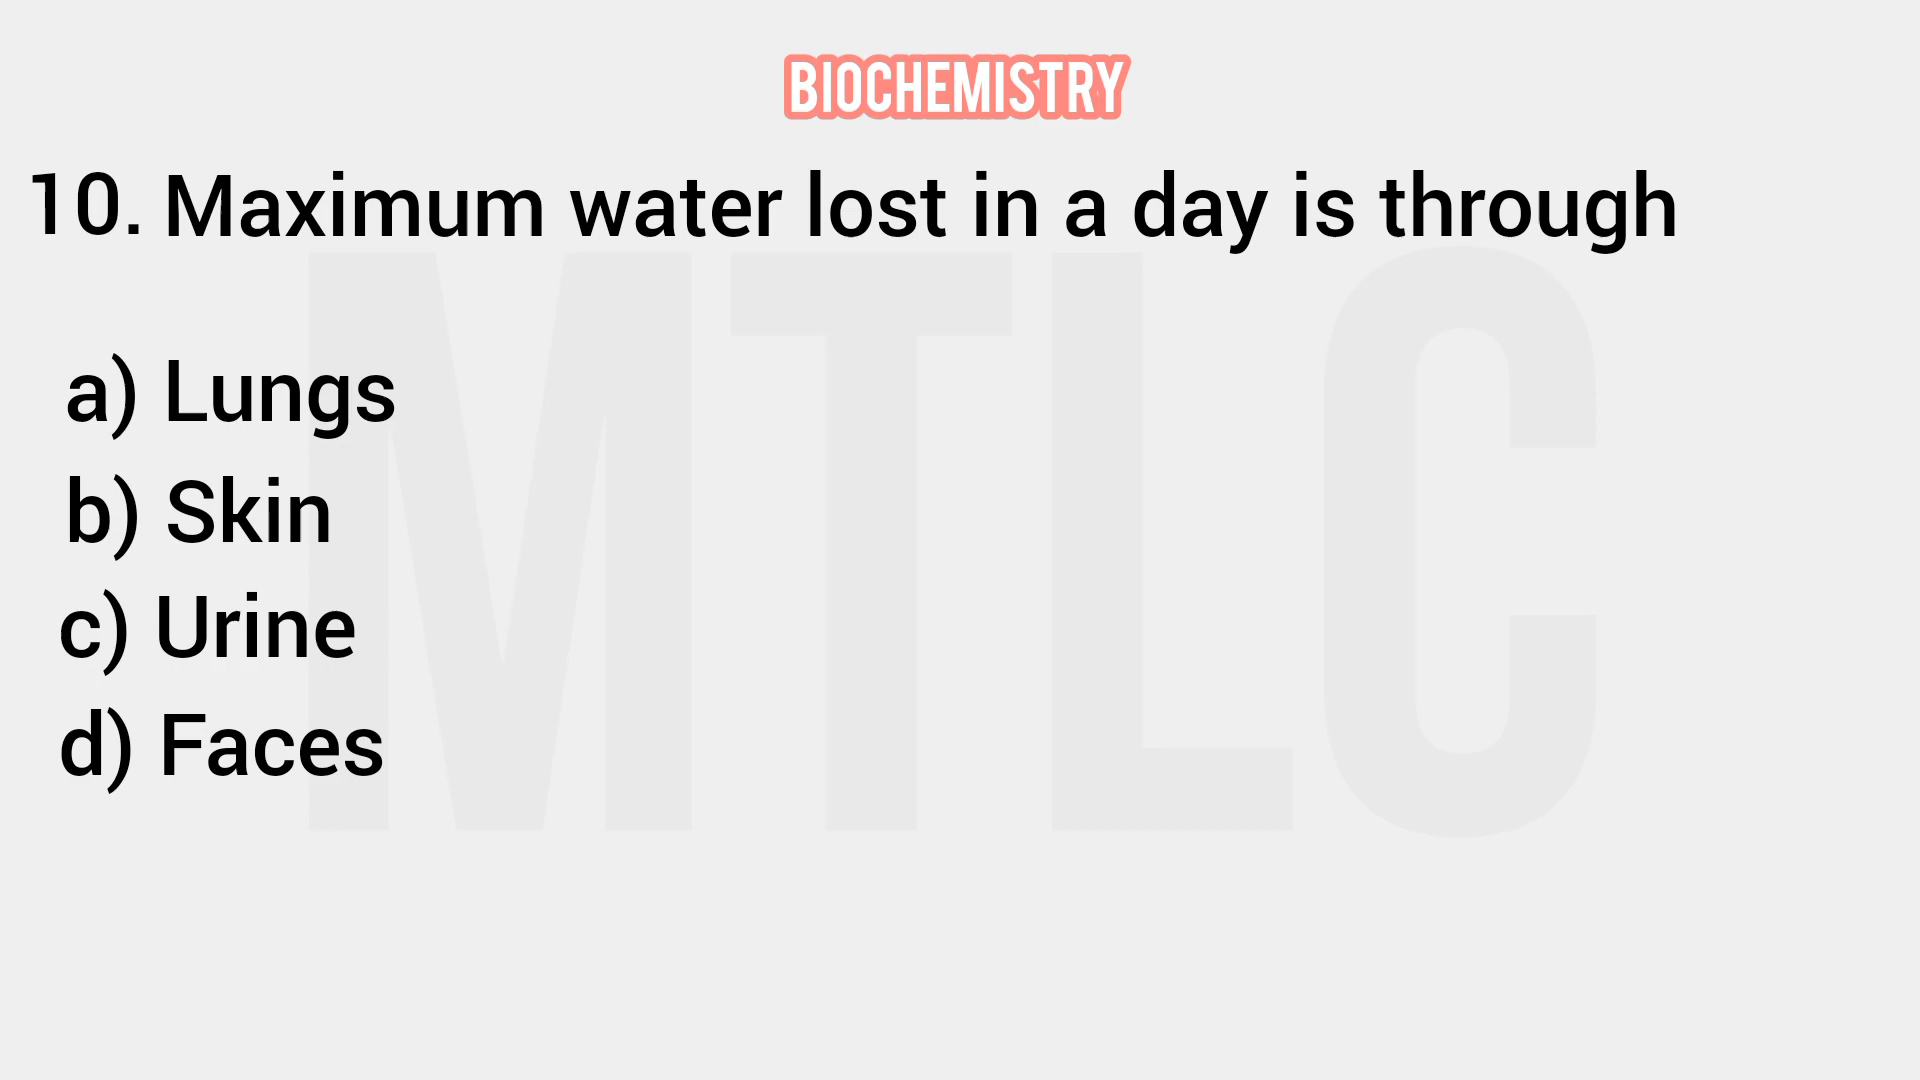 BIOCHEMISTRY
10. Maximum water lost in a day is through
MTLC
a) Lungs
b) Skin
c) Urine
d) Faces